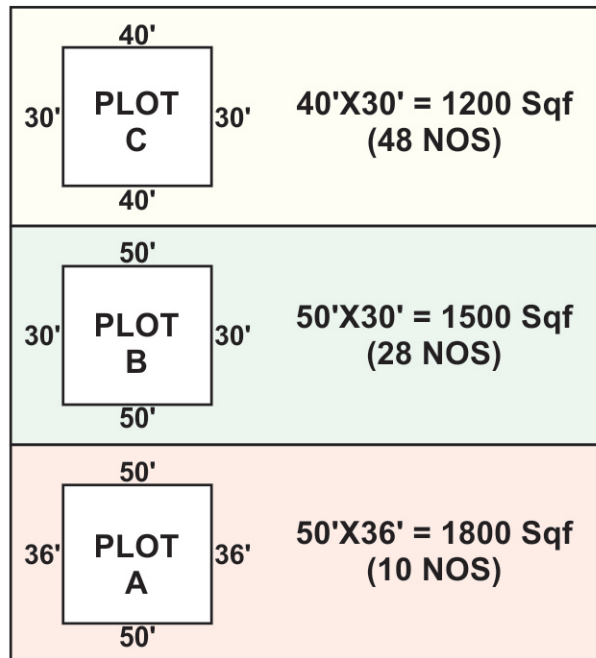 40'
30' PLOT 30'
C
40'
40'X30' = 1200 Sqf
(48 NOS)
50'
30' PLOT 30'
B
50'
50'X30' = 1500 Sqf
(28 NOS)
50'
36' PLOT 36'
A
50'
50'X36' = 1800 Sqf
(10 NOS)